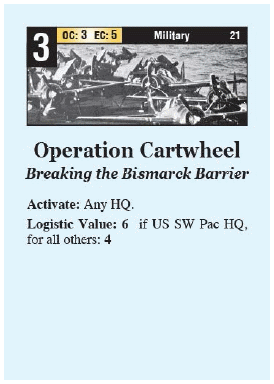 3 OC: 3 EC: 5 Military 21
Operation Cartwheel
Breaking the Bismarck Barrier
Activate: Any HQ.
Logistic Value: 6 if US SW Pac HQ,
for all others: 4